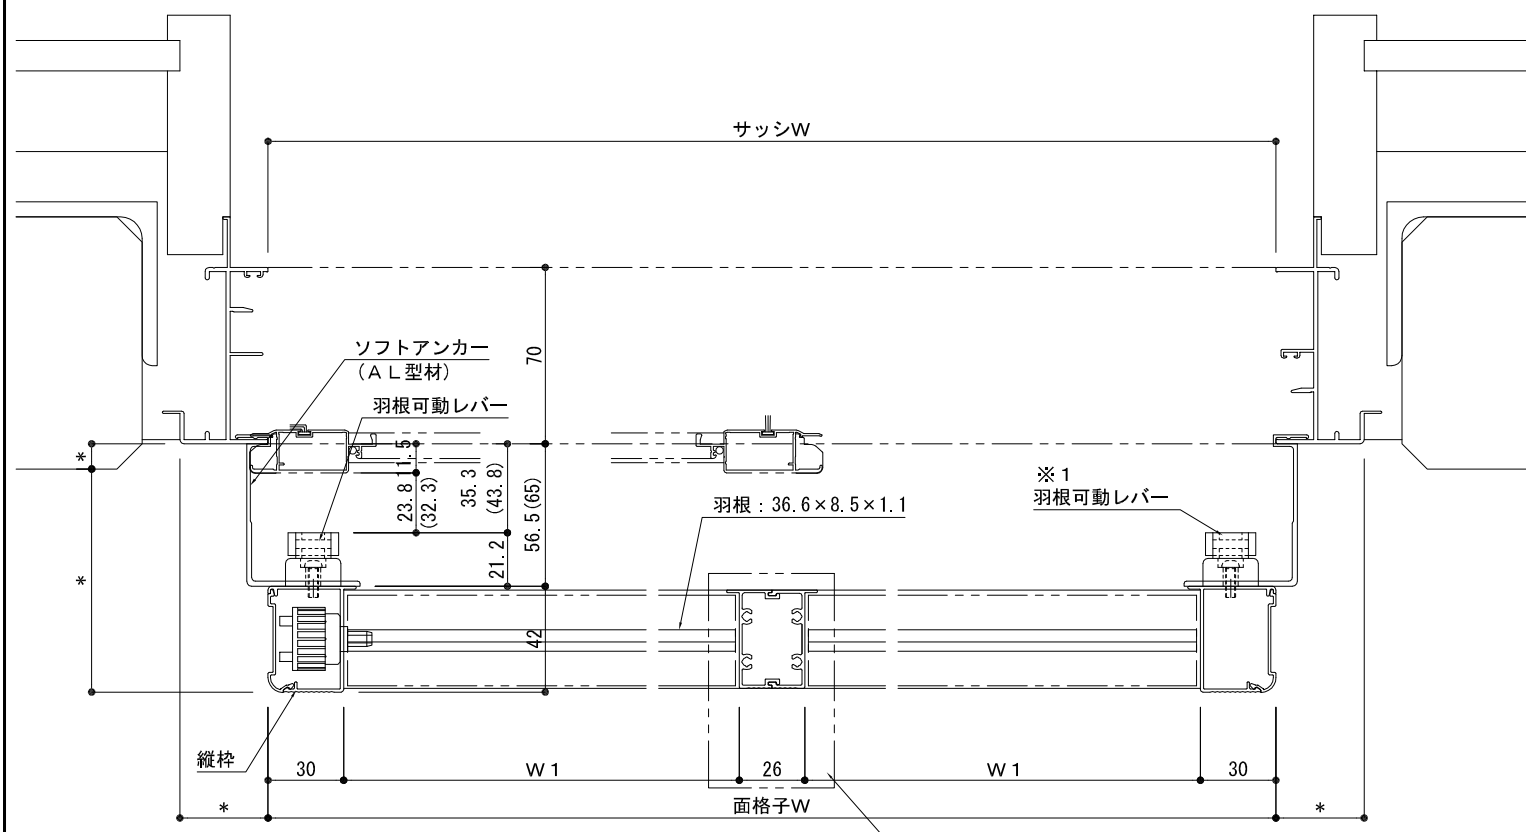 サッシW
ソフトアンカー
(AL型材)
羽根可動レバー
70
*
11.5
23.8
(32.3)
35.3
(43.8)
56.5(65)
※1
羽根可動レバー
羽根：36.6×8.5×1.1
21.2
*
42
縦枠
30
W1
26
W1
30
*
面格子W
*